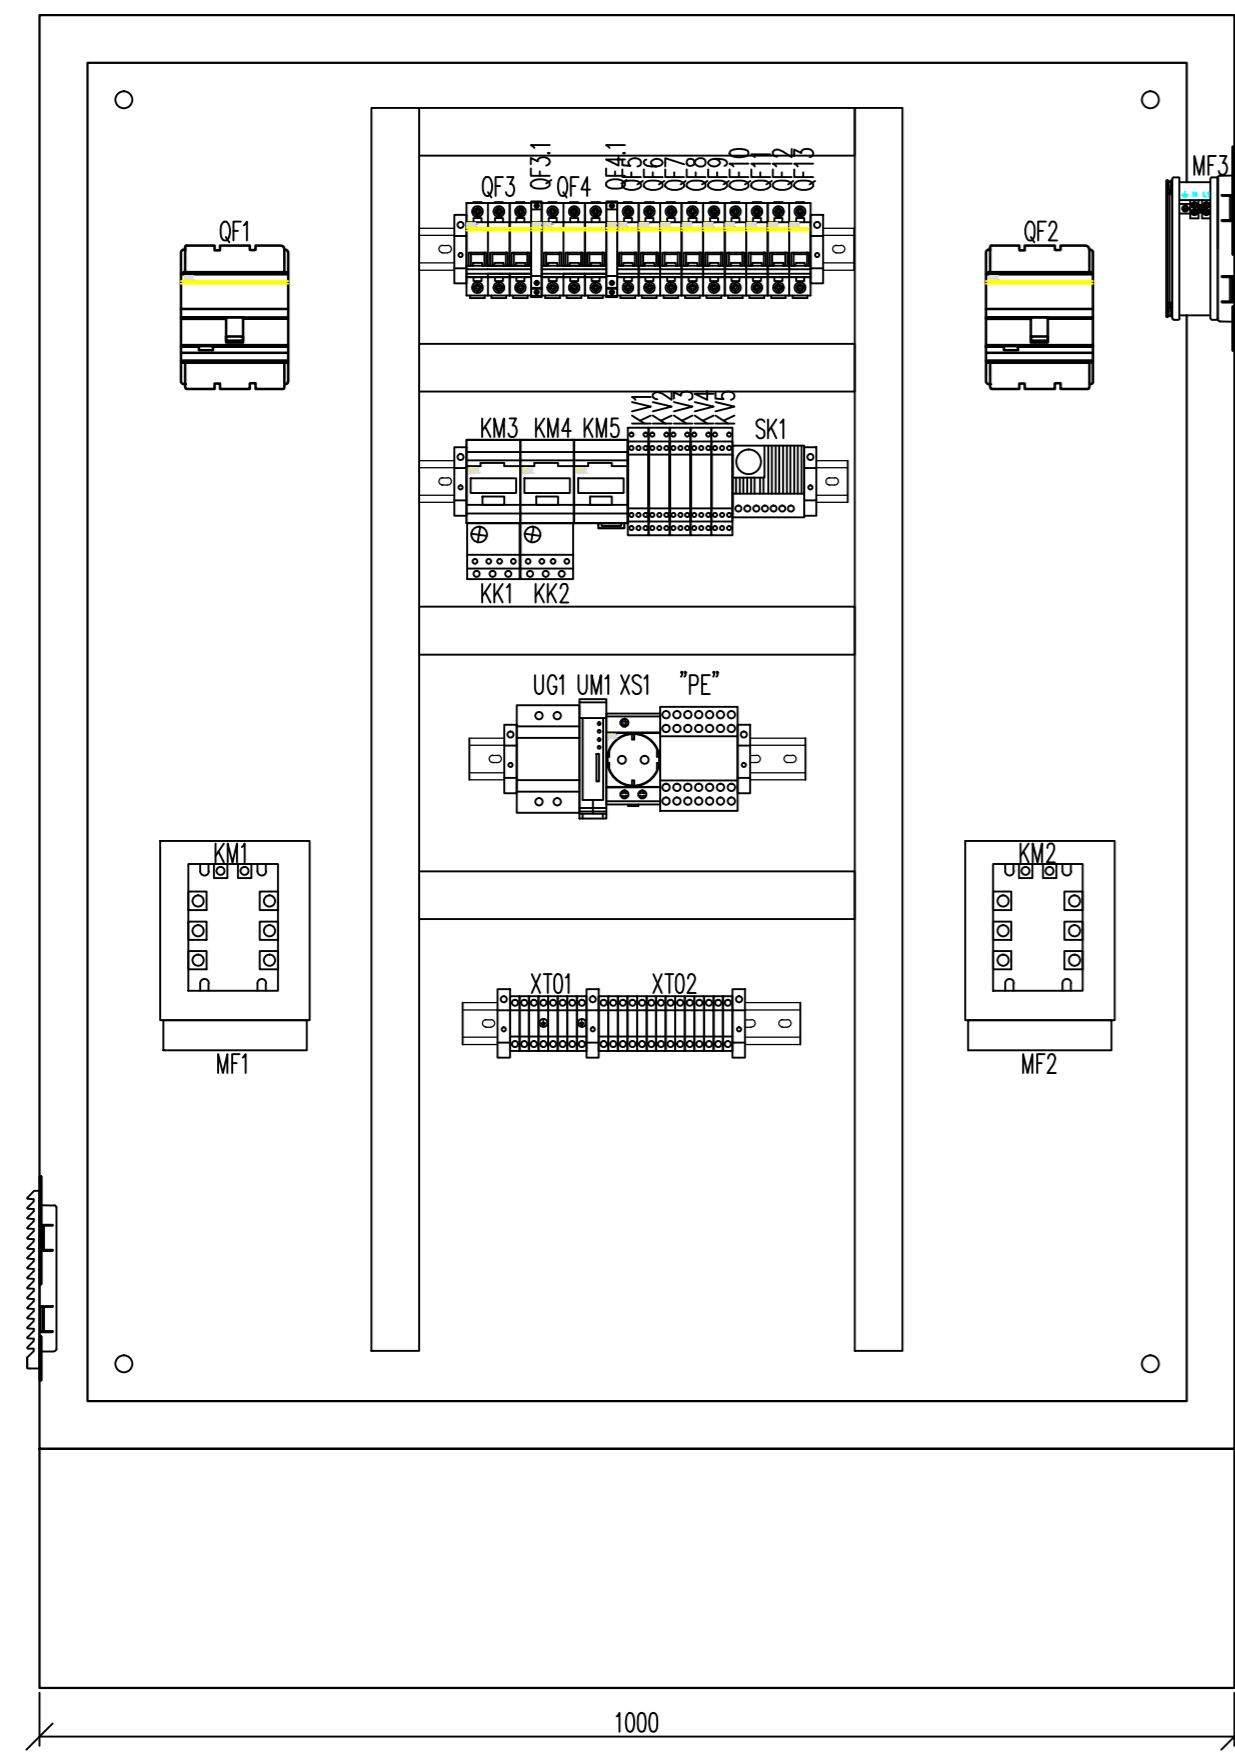 QF3 QF3.1 QF4 QF4.1 QF5 QF6 QF7 QF8 QF9 QF10 QF11 QF12 QF13
MF3
N L1
QF1
QF2
KM3 KM4 KM5 KV1 KV2 KV3 KV4 KV5 SK1
KK1 KK2
UG1 UM1 XS1 "PE"
KM1
KM2
XT01 XT02
MF1
MF2
1000